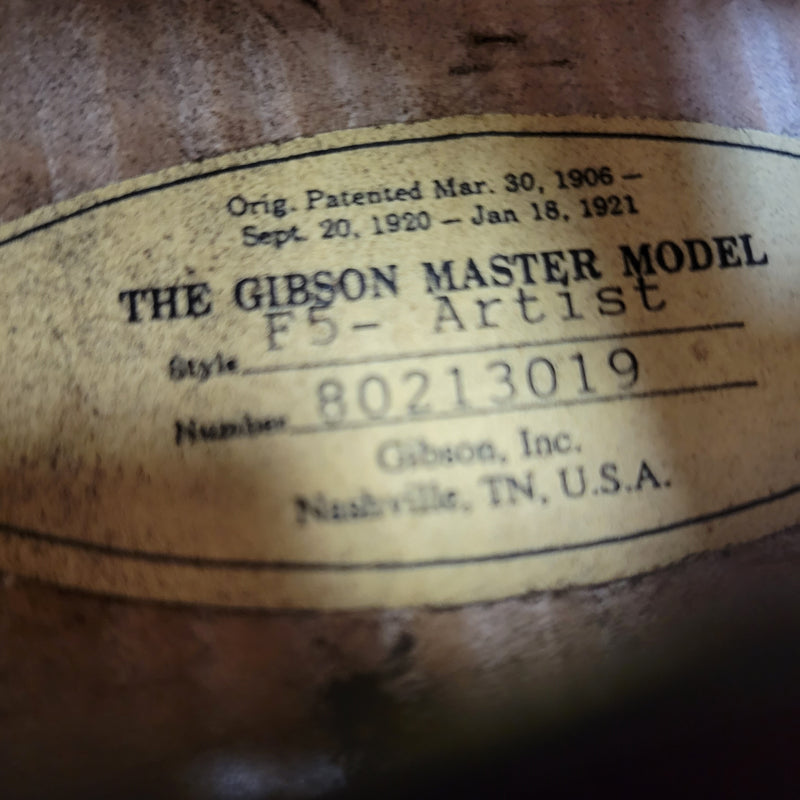 Orig. Patented Mar. 30, 1906 –
Sept. 20, 1920 – Jan 18, 1921
THE GIBSON MASTER MODEL
Style F5- Artist
Number 80213019
Gibson, Inc.
Nashville, TN, U.S.A.